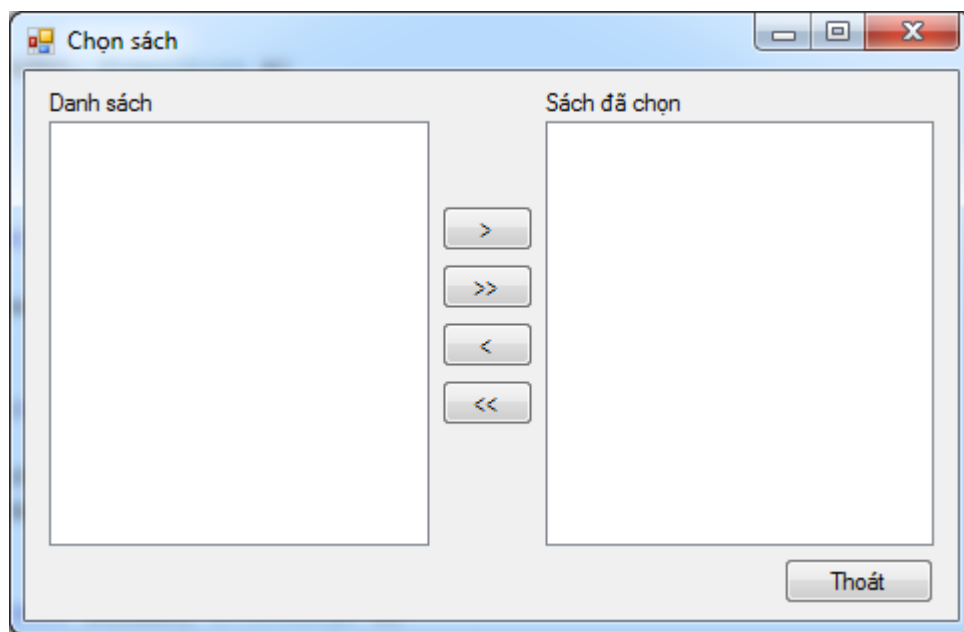 Chọn sách
Danh sách
Sách đã chọn
>
>>
<
<<
Thoát